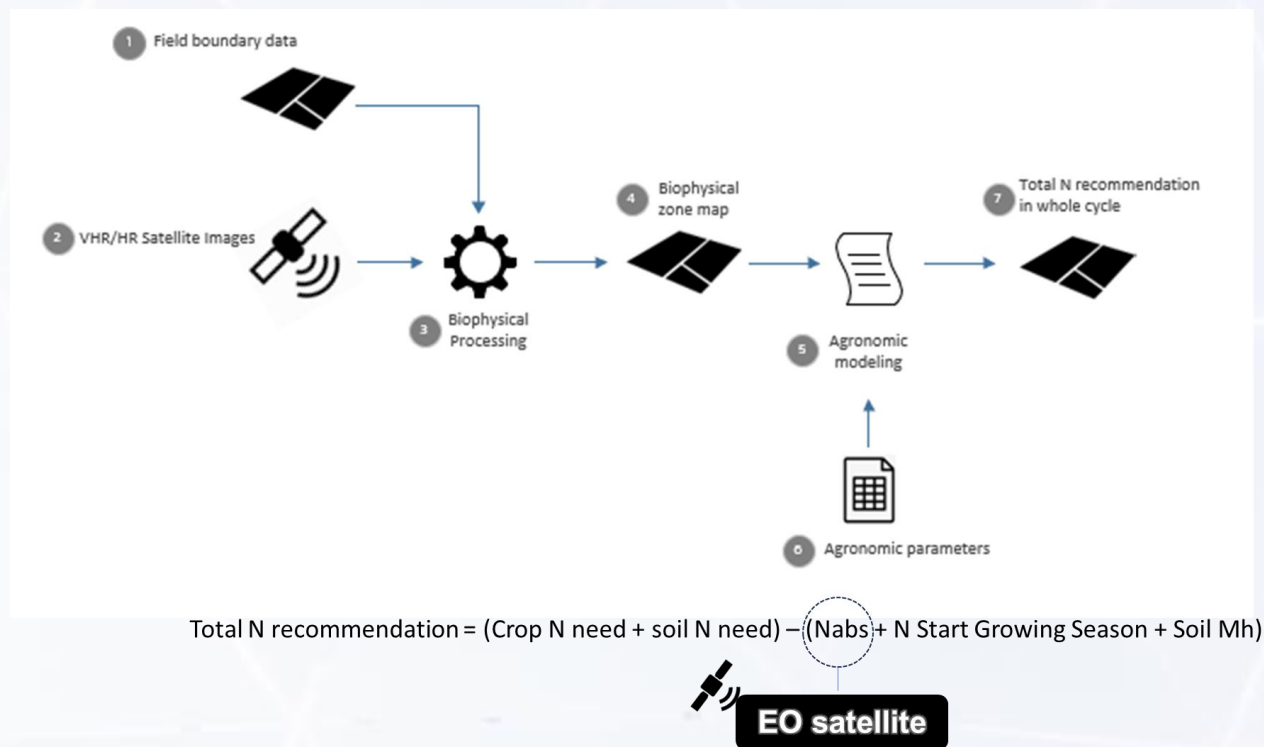 1 Field boundary data
2 VHR/HR Satellite Images
3 Biophysical
Processing
4 Biophysical
zone map
5 Agronomic
modeling
6 Agronomic parameters
7 Total N recommendation
in whole cycle
Total N recommendation = (Crop N need + soil N need) – (Nabs + N Start Growing Season + Soil Mh)
EO satellite